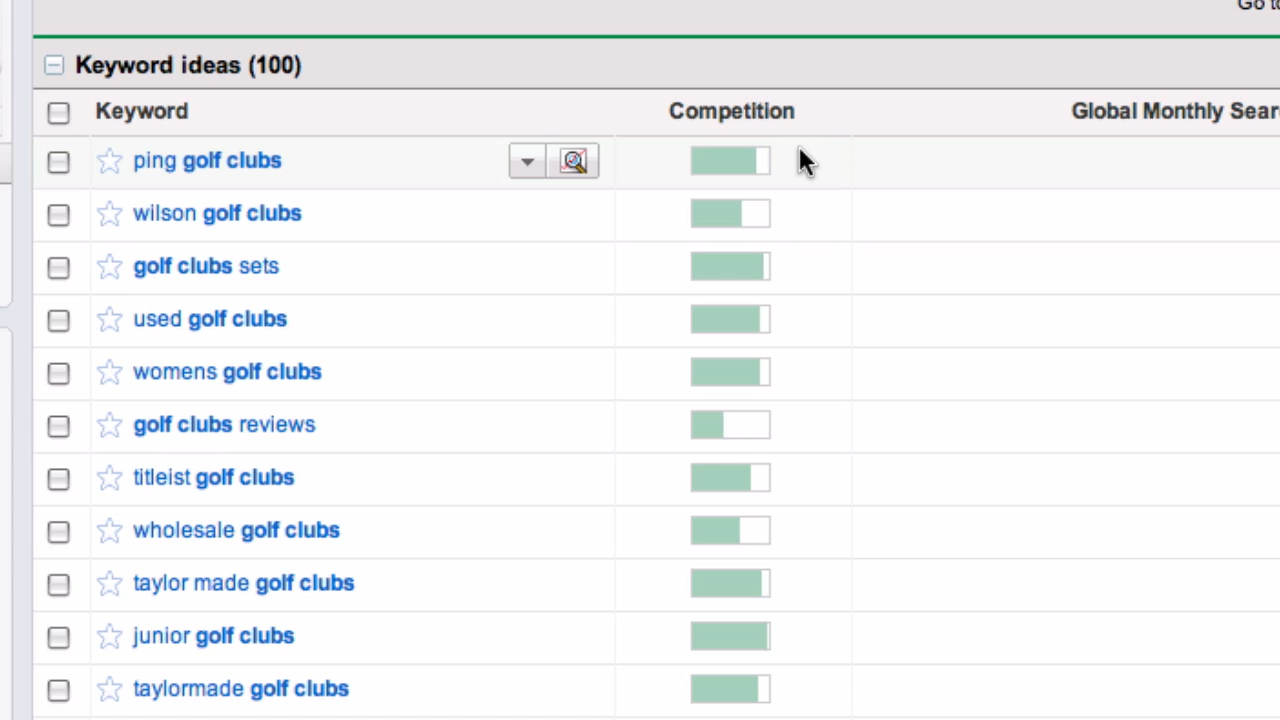 Go to
Keyword ideas (100)
Keyword Competition Global Monthly Sear
ping golf clubs
wilson golf clubs
golf clubs sets
used golf clubs
womens golf clubs
golf clubs reviews
titleist golf clubs
wholesale golf clubs
taylor made golf clubs
junior golf clubs
taylormade golf clubs